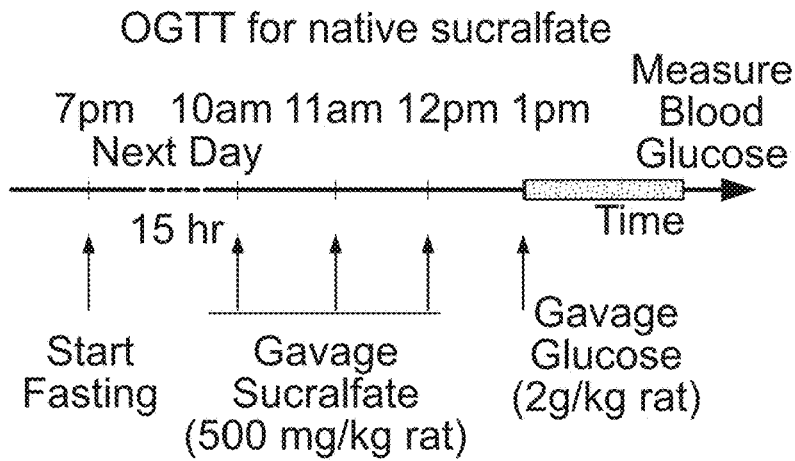 OGTT for native sucralfate
Measure
Blood
Glucose
7pm 10am 11am 12pm 1pm
Next Day
Time
15 hr
Start
Fasting
Gavage
Sucralfate
(500 mg/kg rat)
Gavage
Glucose
(2g/kg rat)